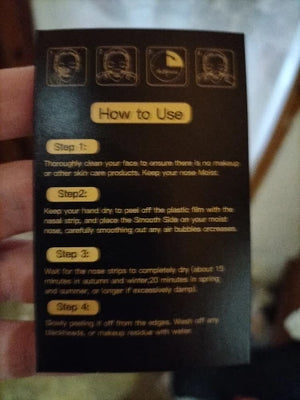 How to Use
Step 1:
Thoroughly clean your face to ensure there is no makeup
or other skin care products. Keep your nose Moist.
Step2:
Keep your hand dry to peel off the plastic film with the
nasal strip, and place the Smooth Side on your moist
nose, carefully smoothing out any air bubbles orcreases.
Step 3:
Wait for the nose strips to completely dry (about 15
minutes in autumn and winter,20 minutes in spring
and summer, or longer if excessively damp).
Step 4:
Slowly peeling it off from the edges. Wash off any
blackheads, or makeup residue with water.